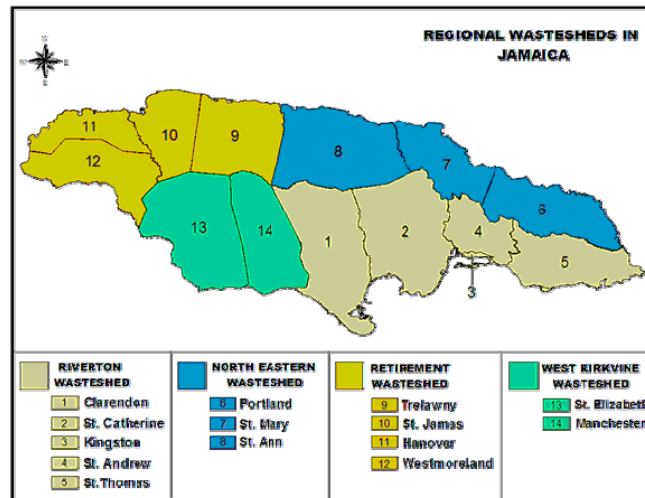 REGIONAL WASTESHEDS IN
JAMAICA
N
W
E
11
10
9
12
8
7
6
13
14
1
2
4
5
3
RIVERTON
WASTESHED
1 Clarendon
2 St. Catherine
3 Kingston
4 St. Andrew
5 St.Thomas
NORTH EASTERN
WASTESHED
6 Portland
7 St. Mary
8 St. Ann
RETIREMENT
WASTESHED
9 Trelawny
10 St. James
11 Hanover
12 Westmoreland
WEST KIRKVINE
WASTESHED
13 St. Elizabeth
14 Manchester